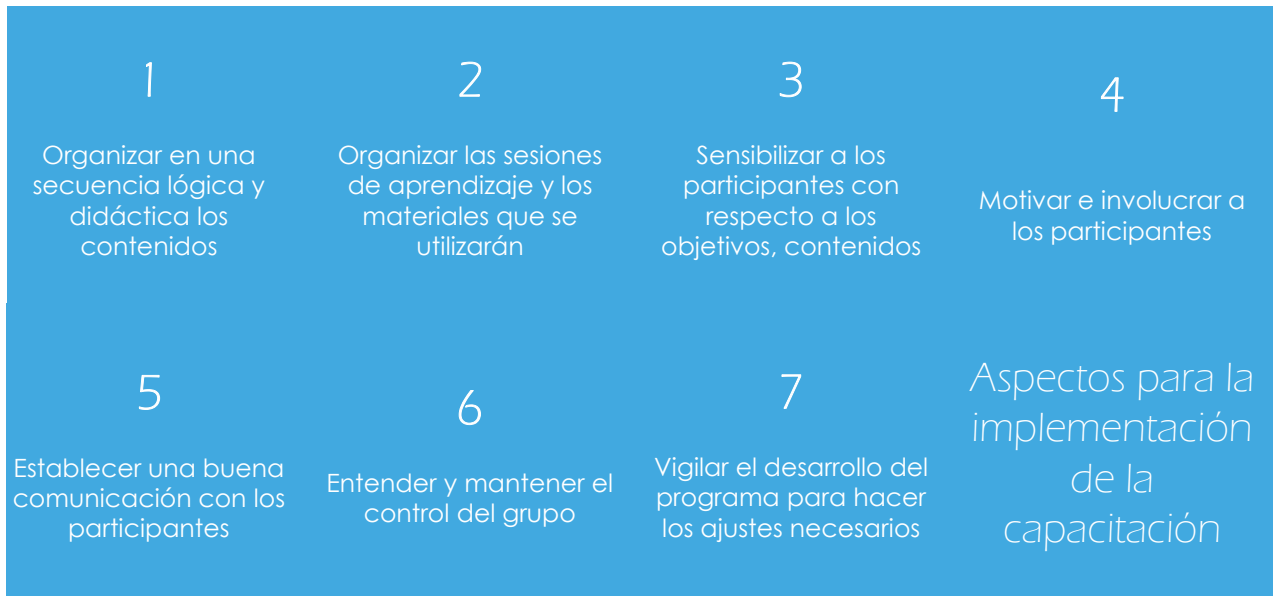 1
Organizar en una
secuencia lógica y
didáctica los
contenidos
2
Organizar las sesiones
de aprendizaje y los
materiales que se
utilizarán
3
Sensibilizar a los
participantes con
respecto a los
objetivos, contenidos
4
Motivar e involucrar a
los participantes
5
Establecer una buena
comunicación con los
participantes
6
Entender y mantener el
control del grupo
7
Vigilar el desarrollo del
programa para hacer
los ajustes necesarios
Aspectos para la
implementación
de la
capacitación